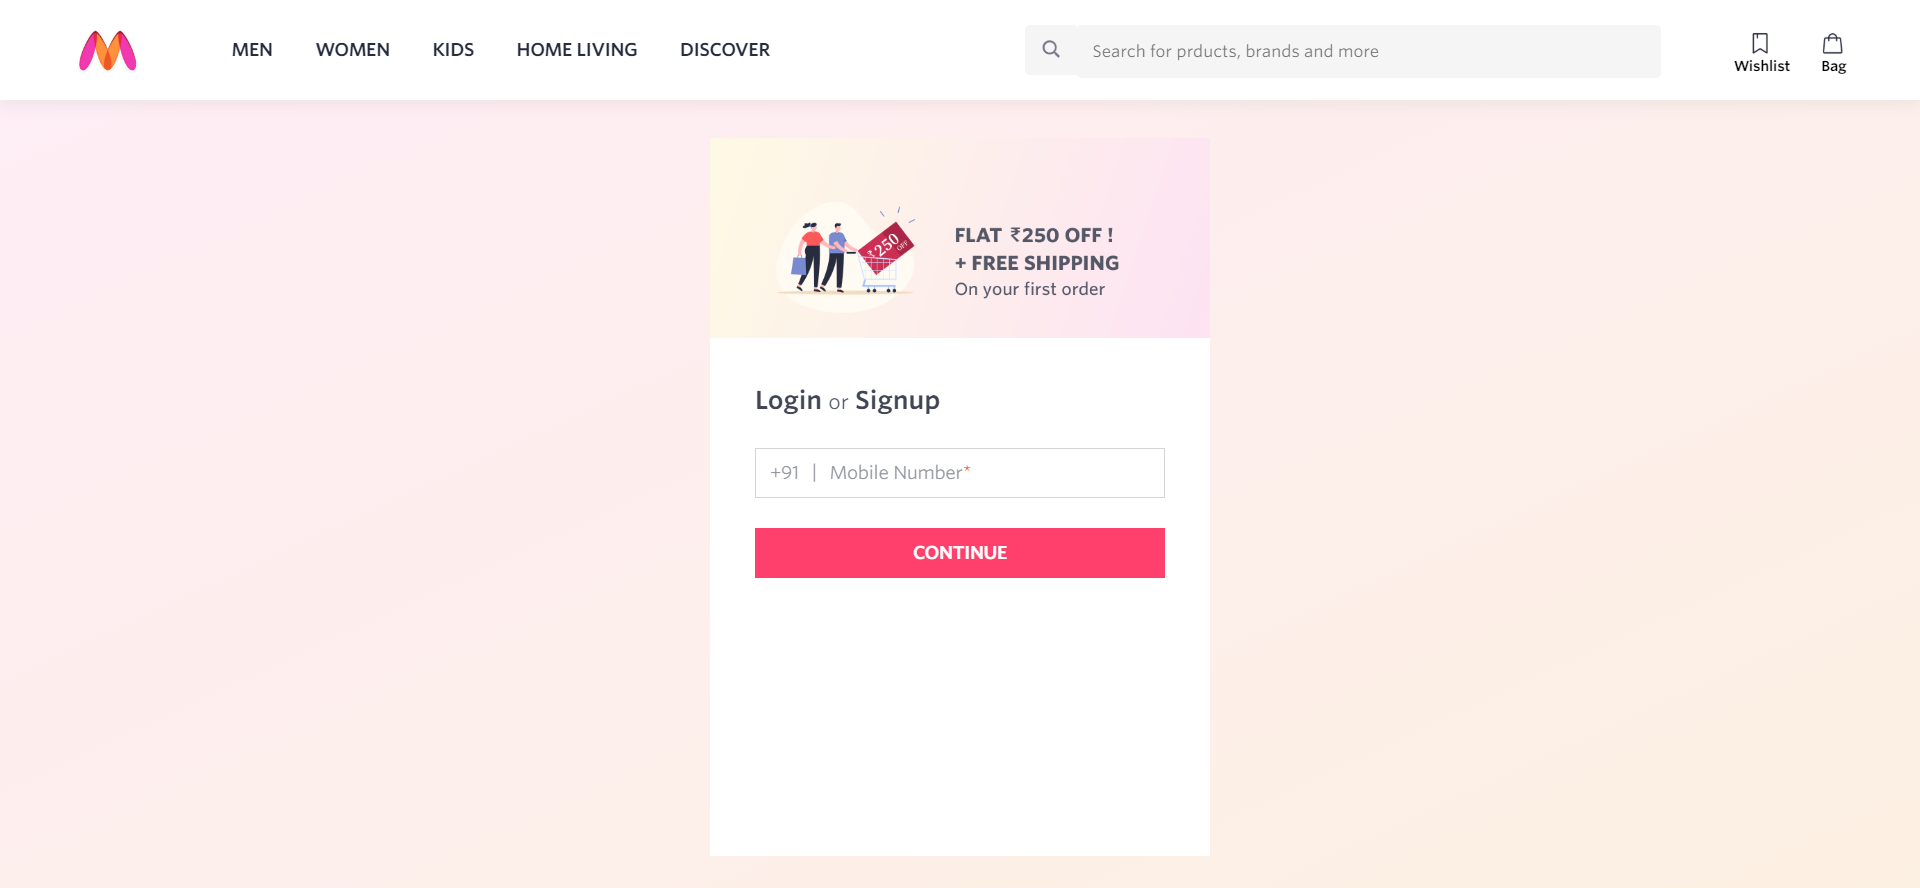 MEN WOMEN KIDS HOME LIVING DISCOVER
Search for prducts, brands and more
Wishlist Bag
₹250 OFF
FLAT ₹250 OFF !
+ FREE SHIPPING
On your first order
Login or Signup
+91 | Mobile Number*
CONTINUE